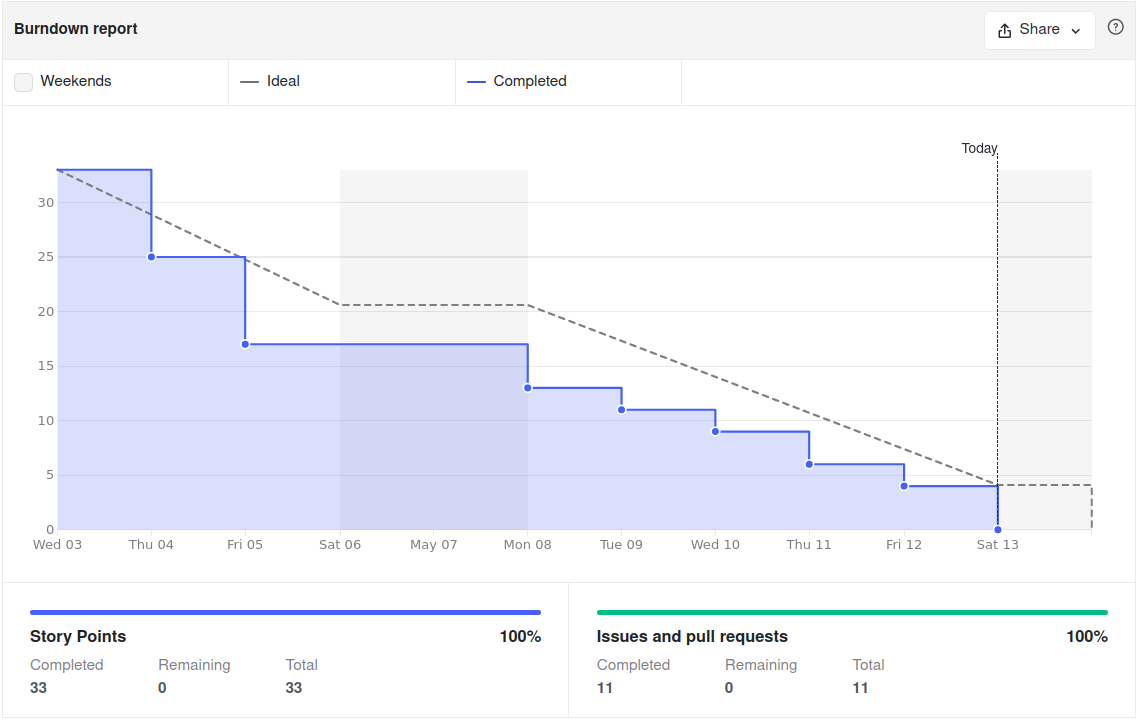 Burndown report
Share
?
Weekends
Ideal
Completed
Today
30
25
20
15
10
5
0
Wed 03 Thu 04 Fri 05 Sat 06 May 07 Mon 08 Tue 09 Wed 10 Thu 11 Fri 12 Sat 13
Story Points 100%
Completed Remaining Total
33 0 33
Issues and pull requests 100%
Completed Remaining Total
11 0 11